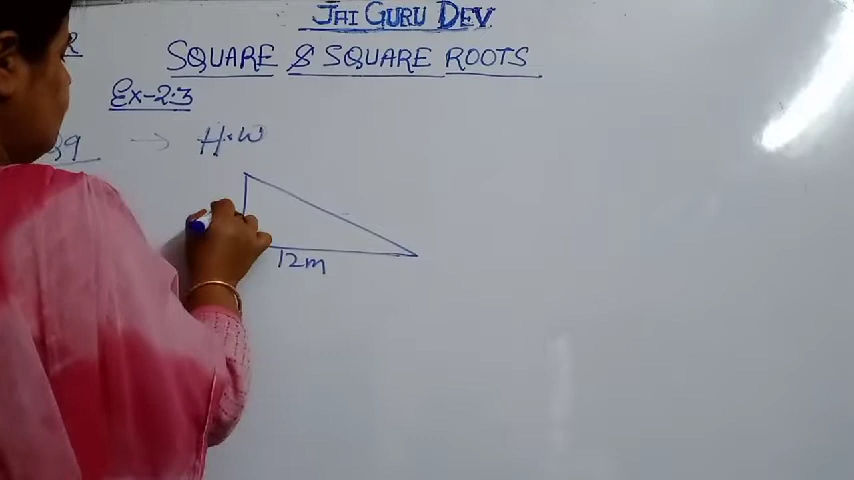 JAI GURU DEV
SQUARE & SQUARE ROOTS
Ex-2.3
→ H.W
12m